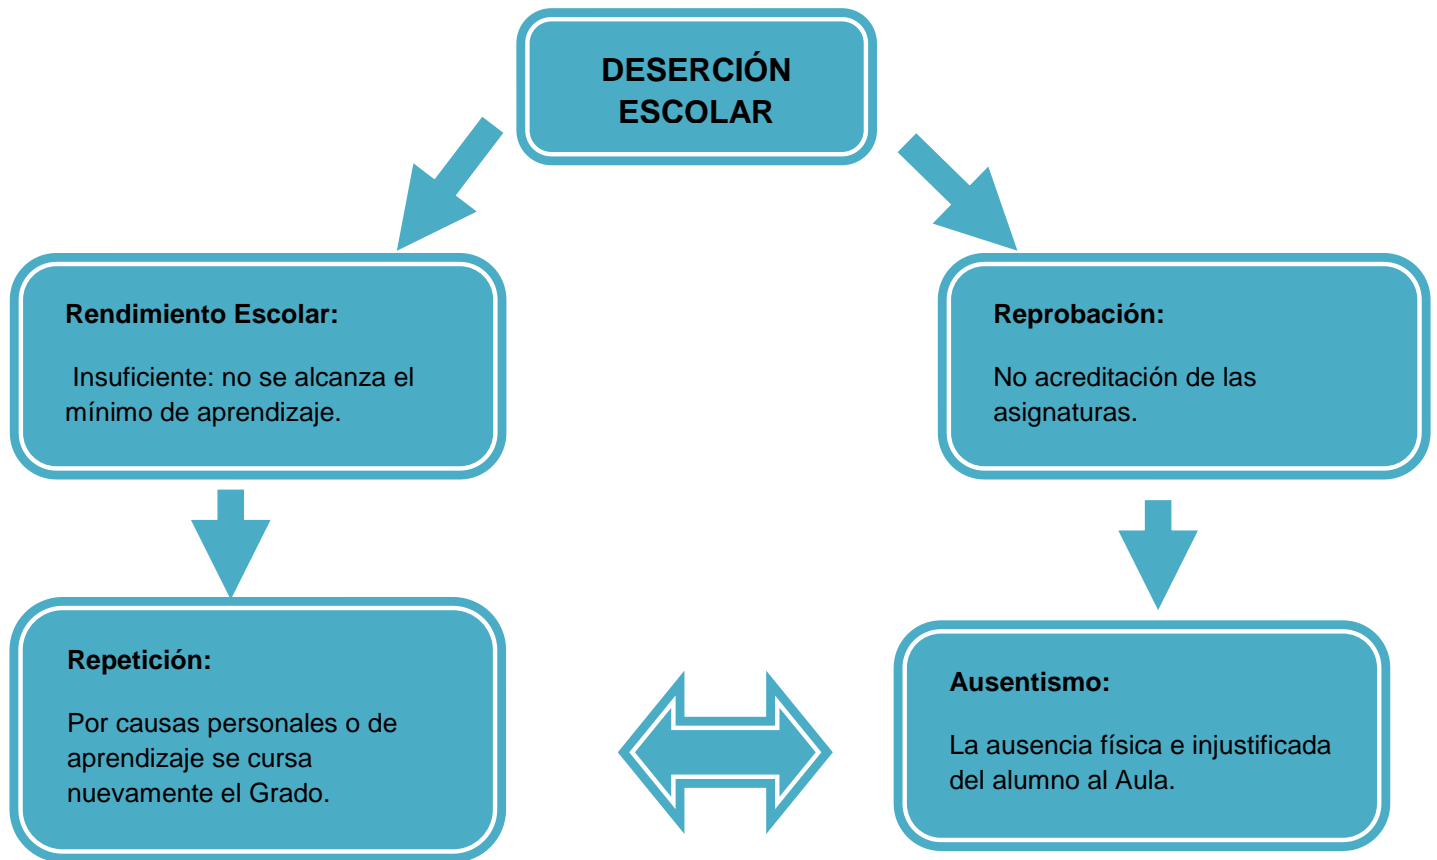 DESERCIÓN
ESCOLAR
Rendimiento Escolar:
Insuficiente: no se alcanza el
mínimo de aprendizaje.
Reprobación:
No acreditación de las
asignaturas.
Repetición:
Por causas personales o de
aprendizaje se cursa
nuevamente el Grado.
Ausentismo:
La ausencia física e injustificada
del alumno al Aula.